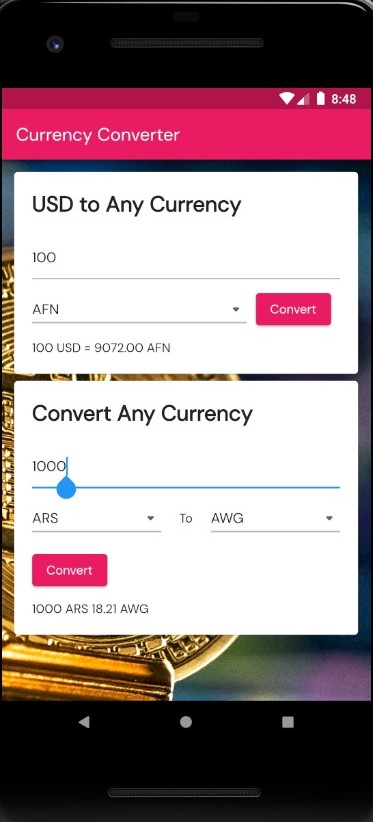 8:48
Currency Converter
USD to Any Currency
100
AFN Convert
100 USD = 9072.00 AFN
Convert Any Currency
1000
ARS To AWG
Convert
1000 ARS 18.21 AWG